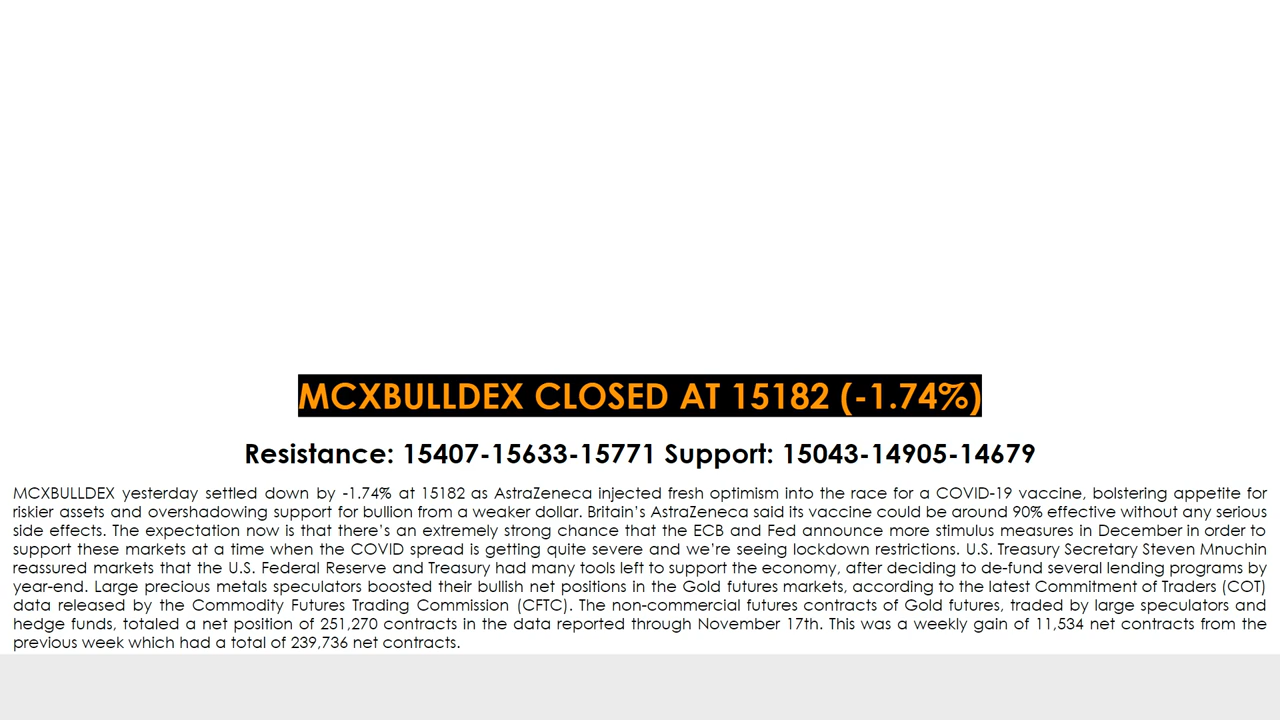 MCXBULLDEX CLOSED AT 15182 (-1.74%)
Resistance: 15407-15633-15771 Support: 15043-14905-14679
MCXBULLDEX yesterday settled down by -1.74% at 15182 as AstraZeneca injected fresh optimism into the race for a COVID-19 vaccine, bolstering appetite for
riskier assets and overshadowing support for bullion from a weaker dollar. Britain's AstraZeneca said its vaccine could be around 90% effective without any serious
side effects. The expectation now is that there's an extremely strong chance that the ECB and Fed announce more stimulus measures in December in order to
support these markets at a time when the COVID spread is getting quite severe and we're seeing lockdown restrictions. U.S. Treasury Secretary Steven Mnuchin
reassured markets that the U.S. Federal Reserve and Treasury had many tools left to support the economy, after deciding to de-fund several lending programs by
year-end. Large precious metals speculators boosted their bullish net positions in the Gold futures markets, according to the latest Commitment of Traders (COT)
data released by the Commodity Futures Trading Commission (CFTC). The non-commercial futures contracts of Gold futures, traded by large speculators and
hedge funds, totaled a net position of 251,270 contracts in the data reported through November 17th. This was a weekly gain of 11,534 net contracts from the
previous week which had a total of 239,736 net contracts.